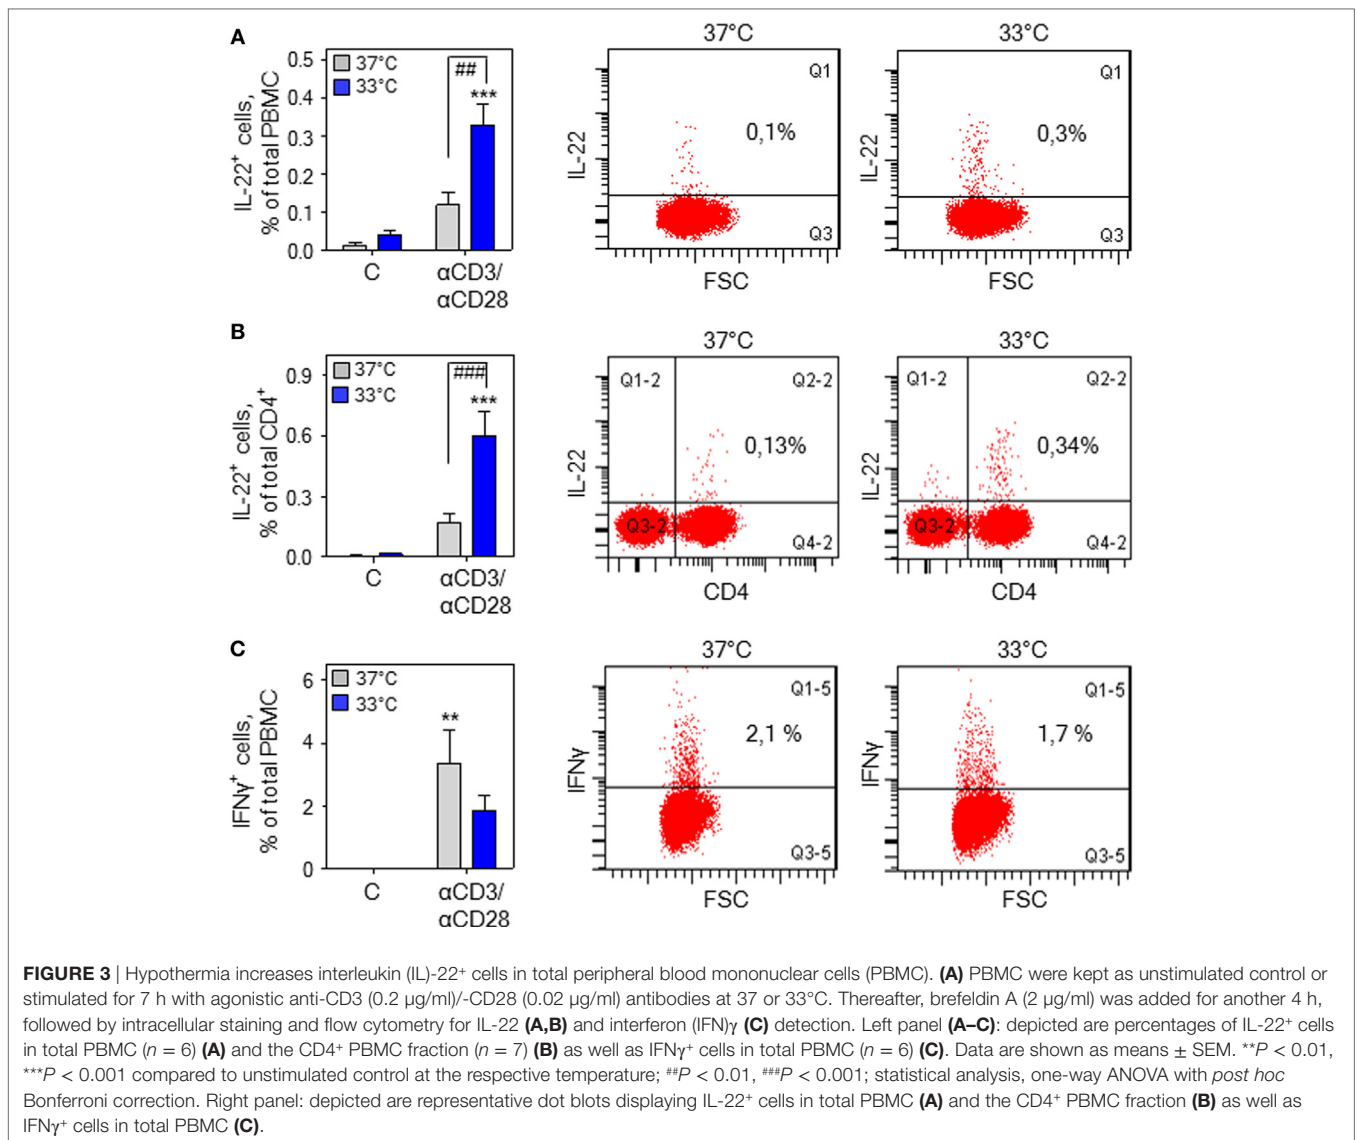 A
37°C
33°C
0.5
0.4
0.3
0.2
0.1
0.0
IL-22⁺ cells,
% of total PBMC
37°C
33°C
##
***
C
αCD3/
αCD28
Q1
0,1%
Q3
IL-22
FSC
Q1
0,3%
Q3
IL-22
FSC
B
37°C
33°C
0.9
0.6
0.3
0.0
IL-22⁺ cells,
% of total CD4⁺
37°C
33°C
###
***
C
αCD3/
αCD28
Q1-2
Q2-2
0,13%
Q3-2
Q4-2
IL-22
CD4
Q1-2
Q2-2
0,34%
Q3-2
Q4-2
IL-22
CD4
C
37°C
33°C
6
4
2
0
IFNγ⁺ cells,
% of total PBMC
37°C
33°C
**
C
αCD3/
αCD28
Q1-5
2,1 %
Q3-5
IFNγ
FSC
Q1-5
1,7 %
Q3-5
IFNγ
FSC
FIGURE 3 | Hypothermia increases interleukin (IL)-22⁺ cells in total peripheral blood mononuclear cells (PBMC). (A) PBMC were kept as unstimulated control or
stimulated for 7 h with agonistic anti-CD3 (0.2 µg/ml)/-CD28 (0.02 µg/ml) antibodies at 37 or 33°C. Thereafter, brefeldin A (2 µg/ml) was added for another 4 h,
followed by intracellular staining and flow cytometry for IL-22 (A,B) and interferon (IFN)γ (C) detection. Left panel (A–C): depicted are percentages of IL-22⁺ cells
in total PBMC (n = 6) (A) and the CD4⁺ PBMC fraction (n = 7) (B) as well as IFNγ⁺ cells in total PBMC (n = 6) (C). Data are shown as means ± SEM. **P < 0.01,
***P < 0.001 compared to unstimulated control at the respective temperature; ##P < 0.01, ###P < 0.001; statistical analysis, one-way ANOVA with post hoc
Bonferroni correction. Right panel: depicted are representative dot blots displaying IL-22⁺ cells in total PBMC (A) and the CD4⁺ PBMC fraction (B) as well as
IFNγ⁺ cells in total PBMC (C).